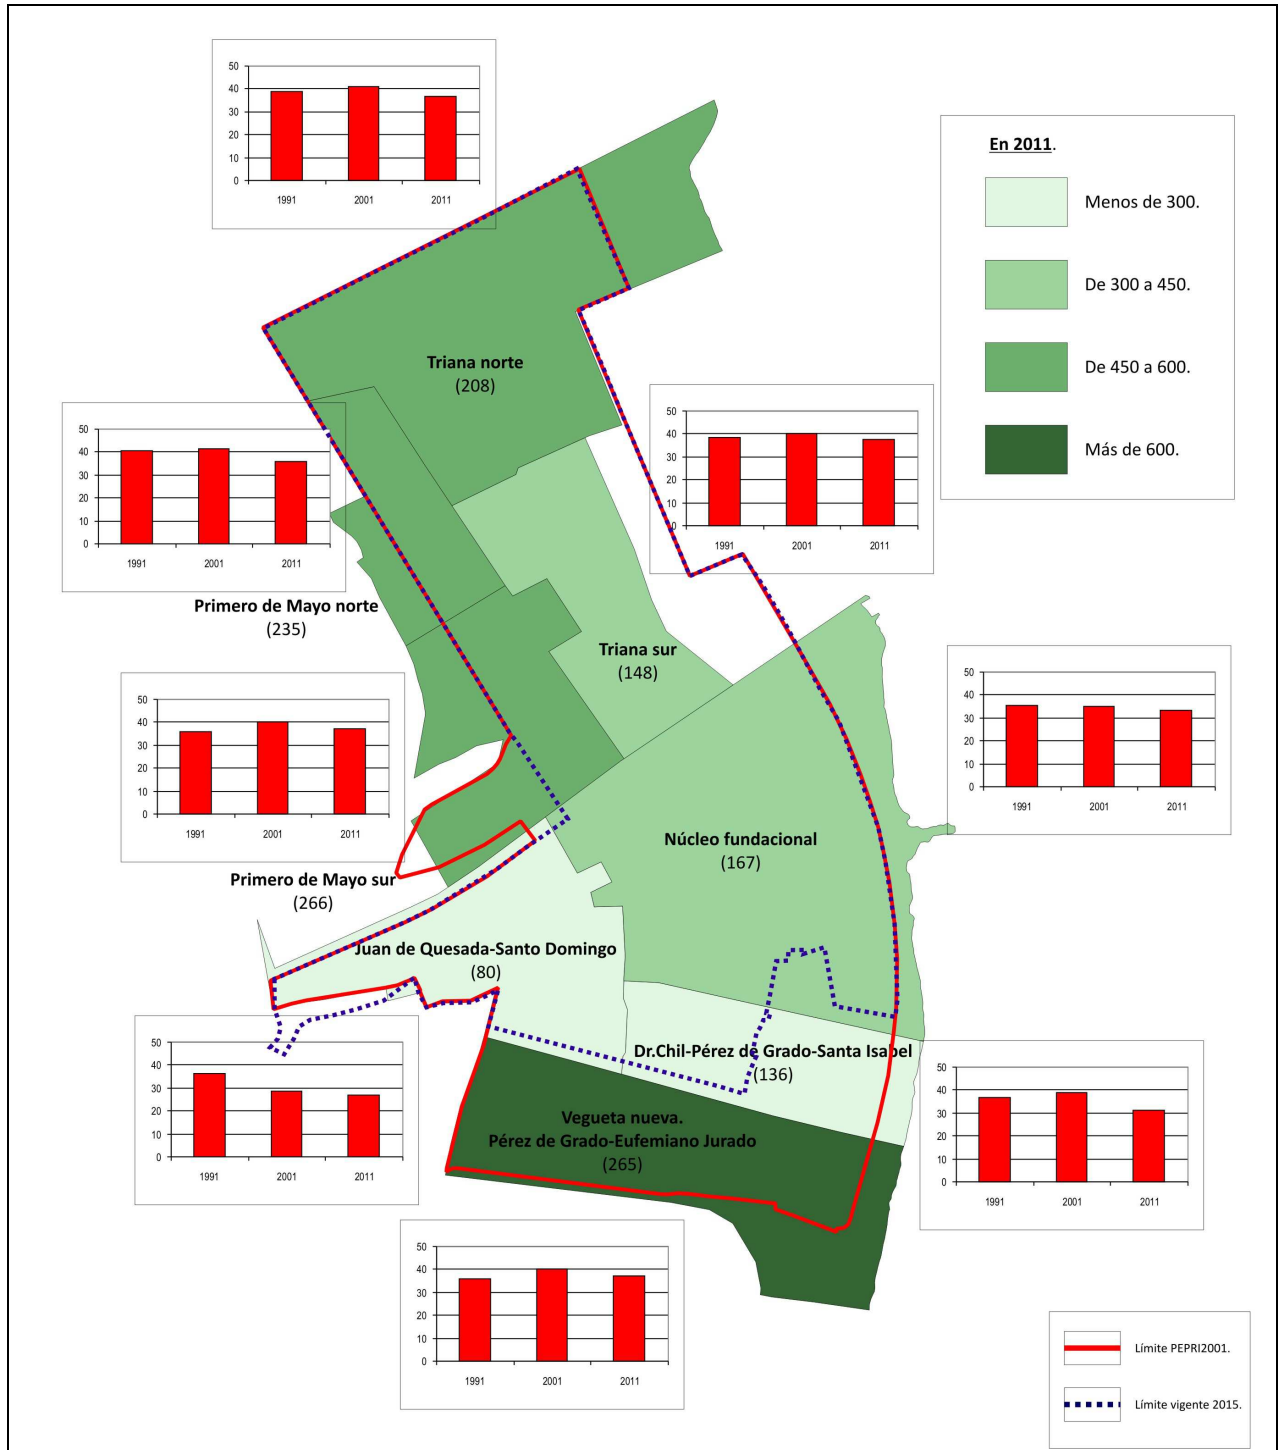 50
40
30
20
10
0
1991 2001 2011
En 2011.
Menos de 300.
De 300 a 450.
De 450 a 600.
Más de 600.
Triana norte
(208)
50
40
30
20
10
0
1991 2001 2011
50
40
30
20
10
0
1991 2001 2011
Primero de Mayo norte
(235)
Triana sur
(148)
50
40
30
20
10
0
1991 2001 2011
50
40
30
20
10
0
1991 2001 2011
Núcleo fundacional
(167)
Primero de Mayo sur
(266)
Juan de Quesada-Santo Domingo
(80)
50
40
30
20
10
0
1991 2001 2011
Dr.Chil-Pérez de Grado-Santa Isabel
(136)
50
40
30
20
10
0
1991 2001 2011
Vegueta nueva.
Pérez de Grado-Eufemiano Jurado
(265)
50
40
30
20
10
0
1991 2001 2011
Límite PEPRI2001.
Límite vigente 2015.